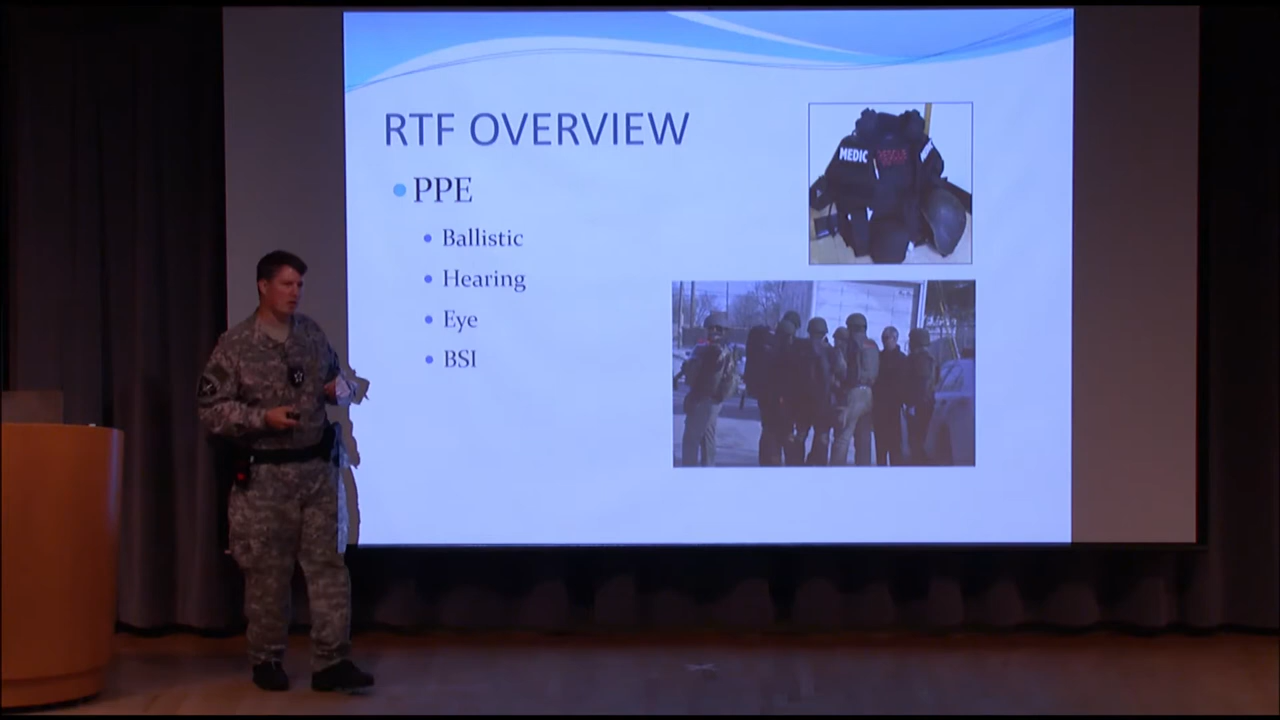 RTF OVERVIEW
PPE
Ballistic
Hearing
Eye
BSI
MEDIC